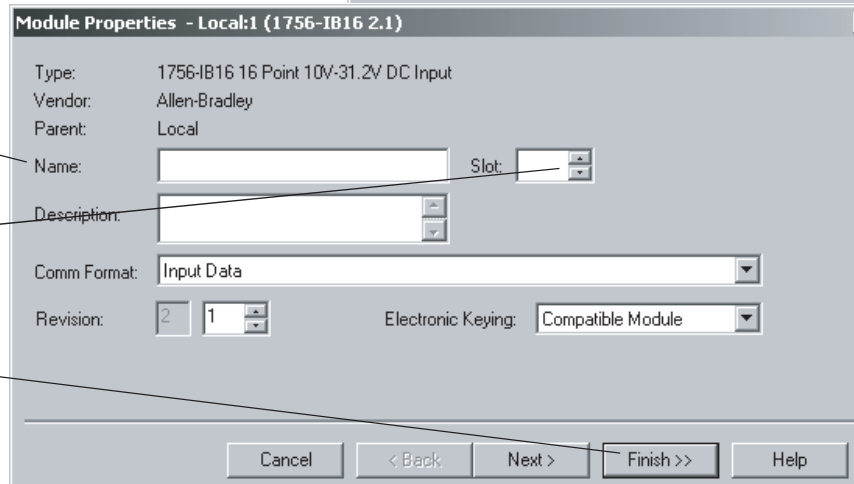 Module Properties - Local:1 (1756-IB16 2.1)
Type: 1756-IB16 16 Point 10V-31.2V DC Input
Vendor: Allen-Bradley
Parent: Local
Name: Slot:
Description:
Comm Format: Input Data
Revision: 2 1 Electronic Keying: Compatible Module
Cancel < Back Next > Finish >> Help